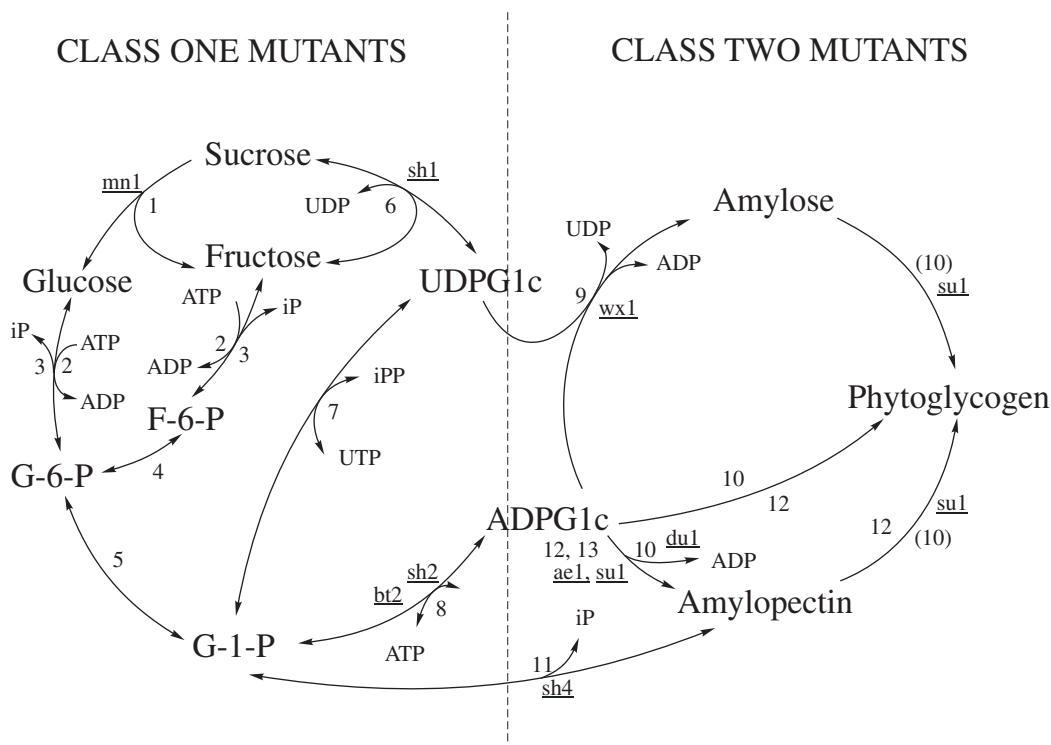 CLASS ONE MUTANTS
CLASS TWO MUTANTS
Sucrose
mn1
1
sh1
6
UDP
Glucose
Fructose
UDPG1c
ATP
iP
2
3
ADP
iP
ATP
3
2
ADP
F-6-P
G-6-P
4
5
iPP
7
UTP
G-1-P
sh2
bt2
8
ATP
ADPG1c
12, 13
ae1, su1
10
du1
ADP
Amylopectin
iP
11
sh4
UDP
ADP
9
wx1
Amylose
(10)
su1
Phytoglycogen
10
12
12
su1
(10)